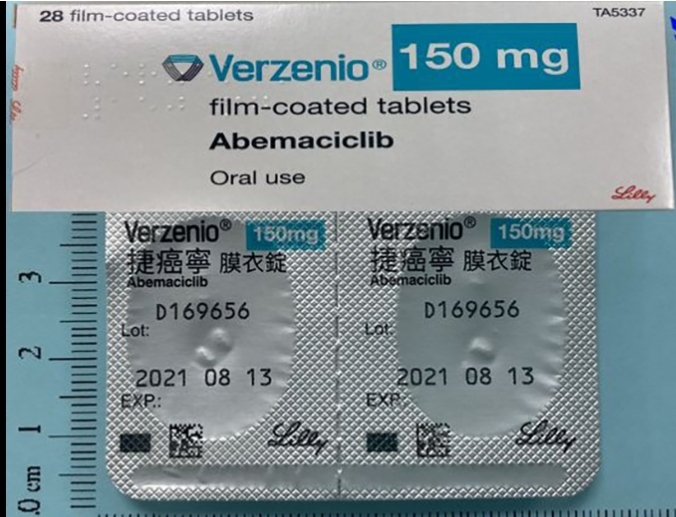 28 film-coated tablets
TA5337
Verzenio® 150 mg
film-coated tablets
Abemaciclib
Oral use
Lilly
Verzenio® 150mg
捷癌寧 膜衣錠
Abemaciclib
D169656
Lot:
2021 08 13
EXP.:
Lilly
Verzenio® 150mg
捷癌寧 膜衣錠
Abemaciclib
D169656
Lot:
2021 08 13
EXP.:
Lilly
3
2
1
.0 cm